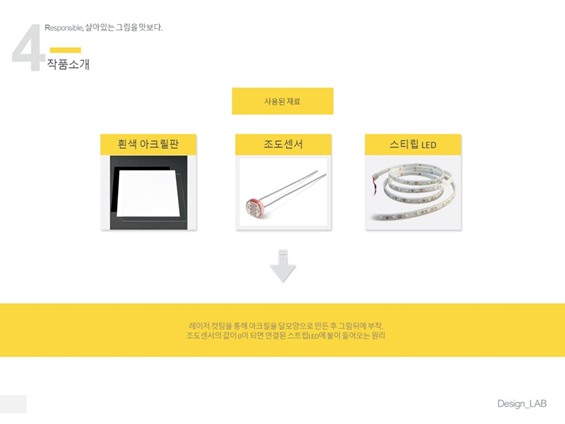 4
Responsible, 살아있는 그림을 맛보다.
작품소개
사용된 재료
흰색 아크릴판
조도센서
스티립 LED
레이저 컷팅을 통해 아크릴을 달모양으로 만든 후 그림뒤에 부착.
조도센서의 값이 0이 되면 연결된 스트립LED에 불이 들어오는 원리
Design_LAB